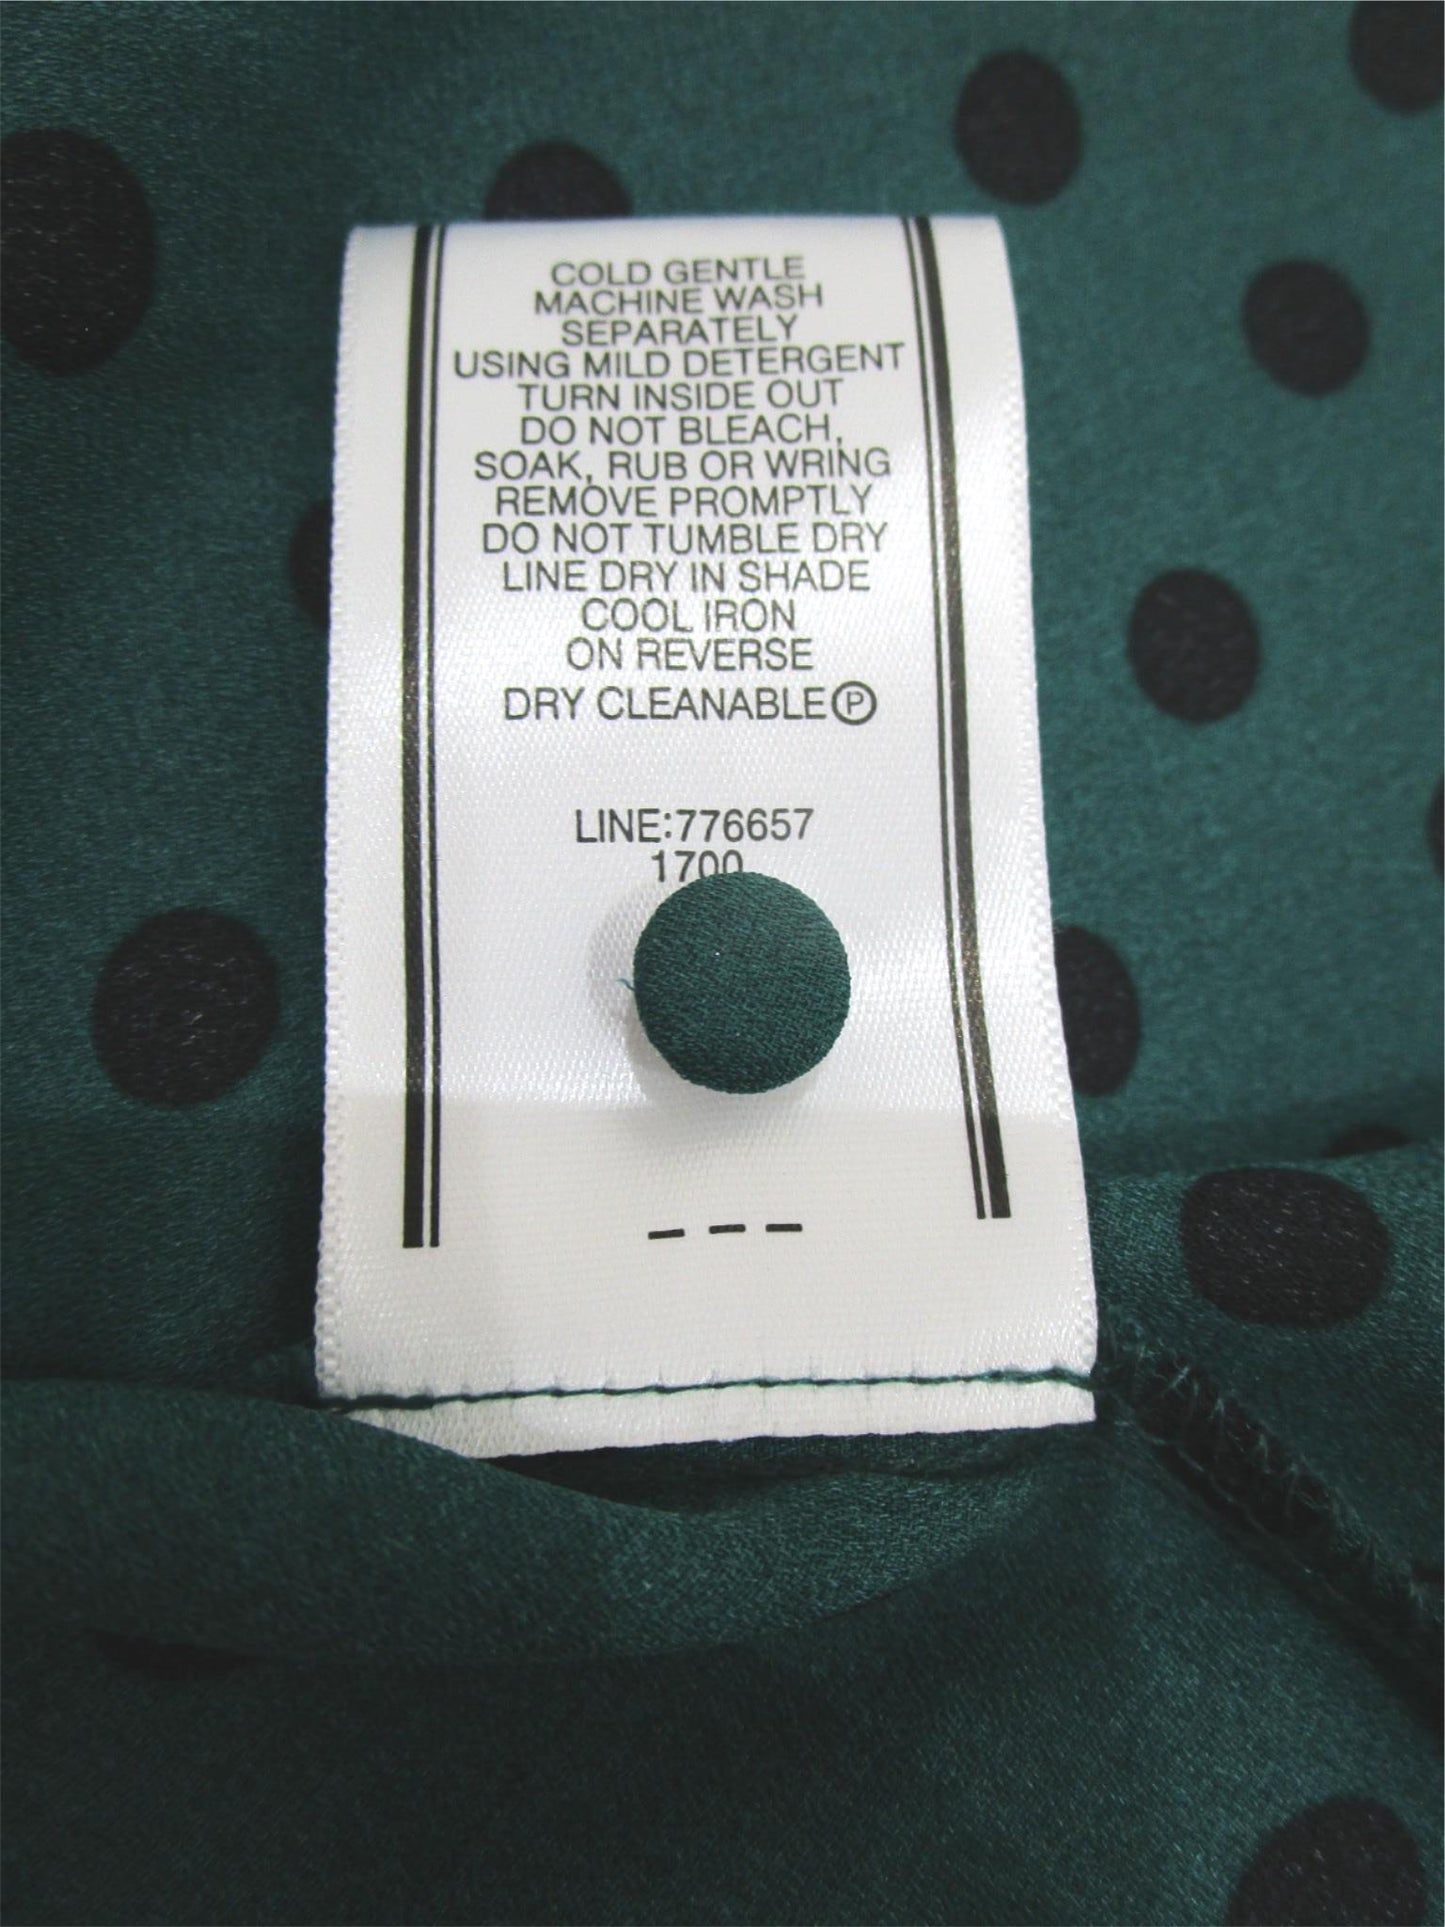 COLD GENTLE
MACHINE WASH
SEPARATELY
USING MILD DETERGENT
TURN INSIDE OUT
DO NOT BLEACH,
SOAK, RUB OR WRING
REMOVE PROMPTLY
DO NOT TUMBLE DRY
LINE DRY IN SHADE
COOL IRON
ON REVERSE
DRY CLEANABLE Ⓟ
LINE:776657
1700